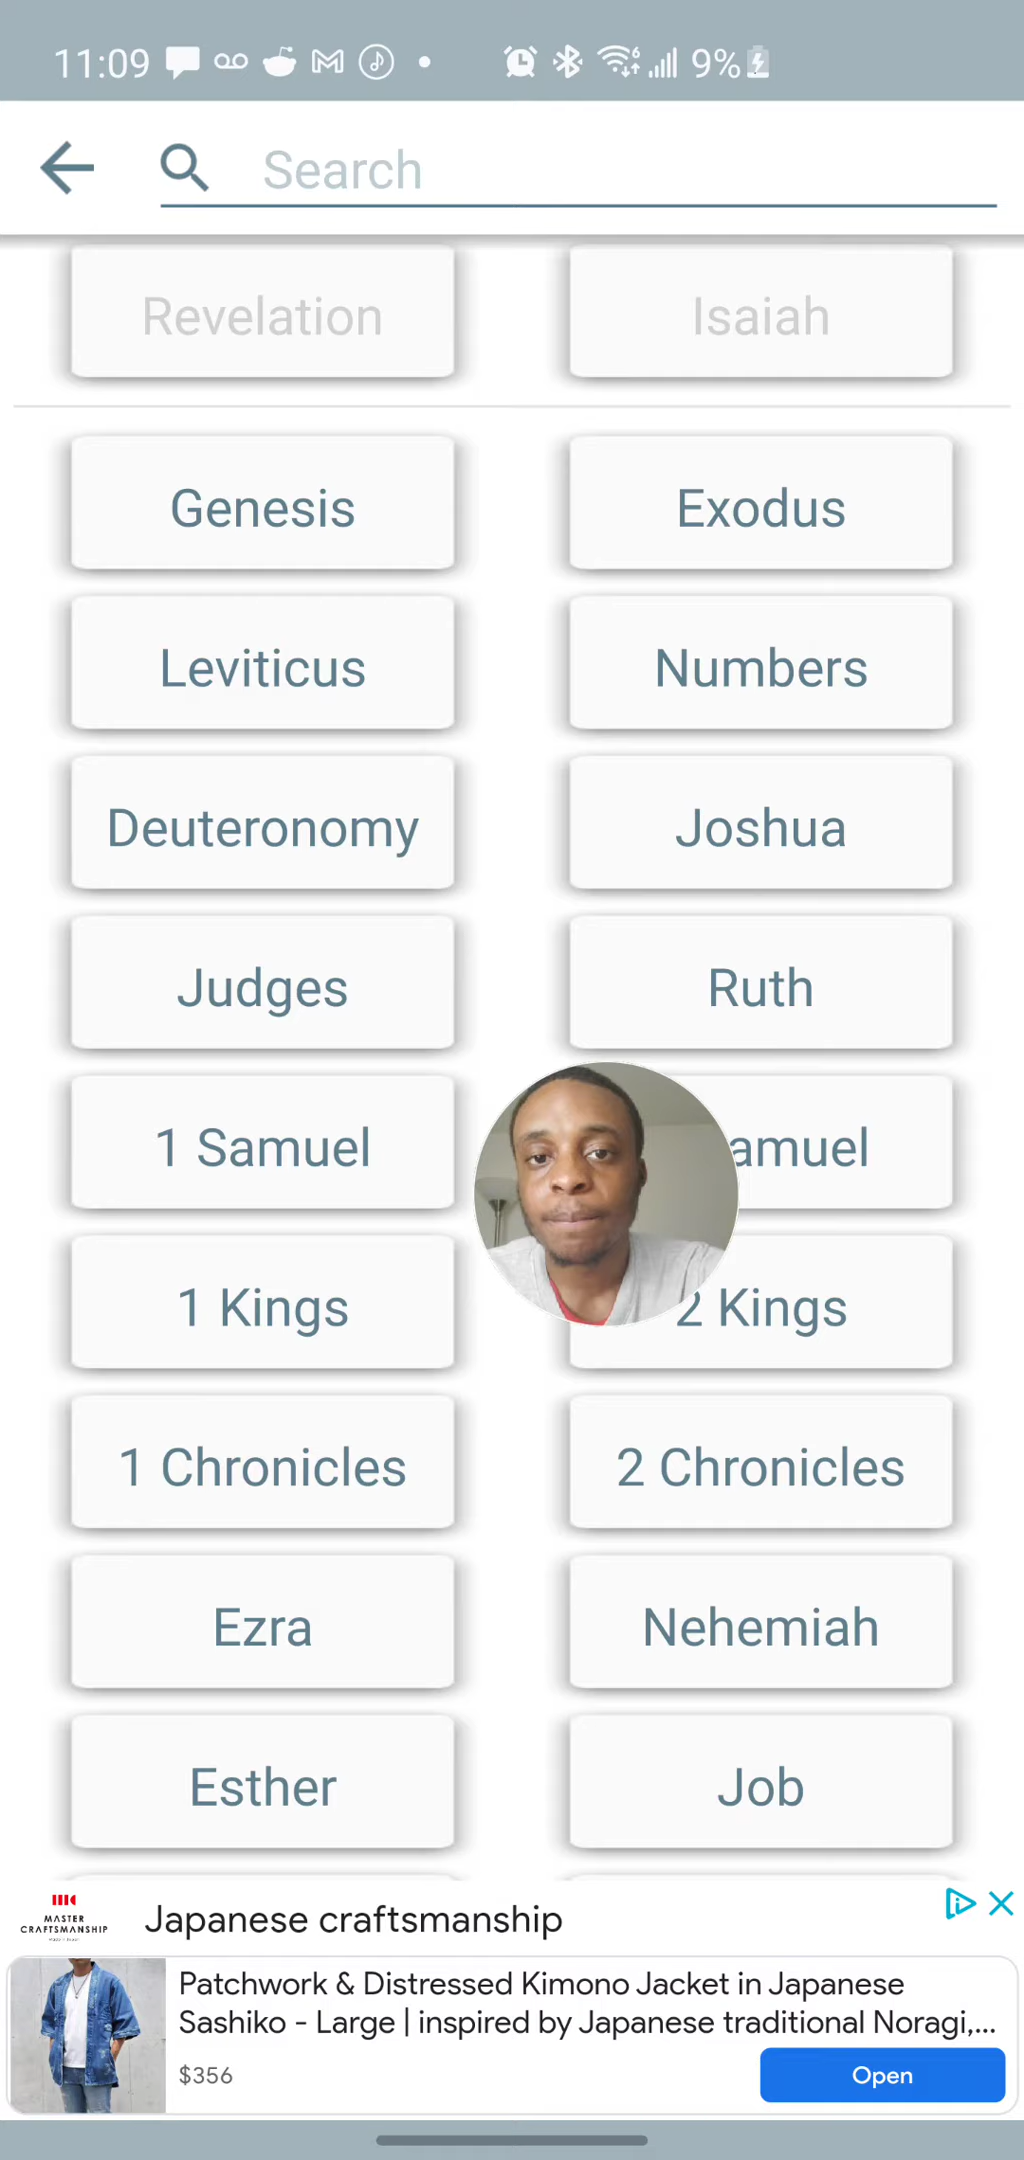 11:09 9%
Search
Revelation Isaiah
Genesis Exodus
Leviticus Numbers
Deuteronomy Joshua
Judges Ruth
1 Samuel amuel
1 Kings 2 Kings
1 Chronicles 2 Chronicles
Ezra Nehemiah
Esther Job
MASTER
CRAFTSMANSHIP
Japanese craftsmanship
Patchwork & Distressed Kimono Jacket in Japanese
Sashiko - Large | inspired by Japanese traditional Noragi,...
$356
Open